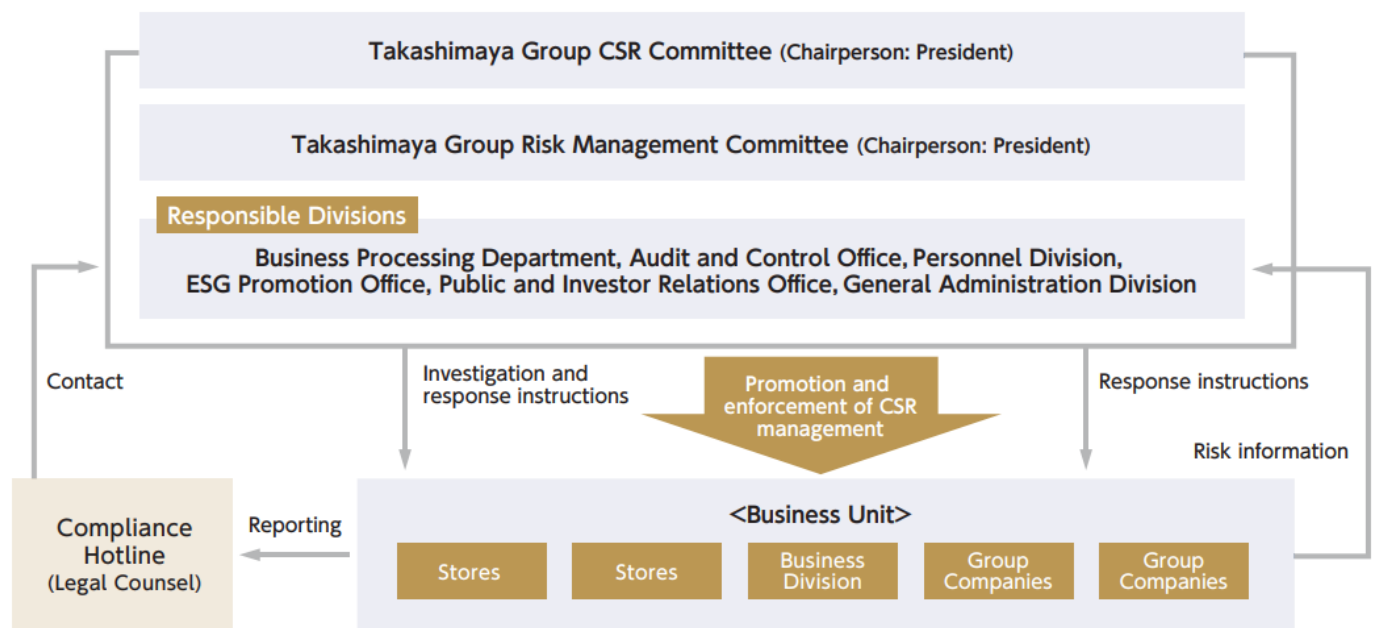 Takashimaya Group CSR Committee (Chairperson: President)
Takashimaya Group Risk Management Committee (Chairperson: President)
Responsible Divisions
Business Processing Department, Audit and Control Office, Personnel Division,
ESG Promotion Office, Public and Investor Relations Office, General Administration Division
Contact
Investigation and
response instructions
Promotion and
enforcement of CSR
management
Response instructions
Risk information
Compliance
Hotline
(Legal Counsel)
Reporting
<Business Unit>
Stores
Stores
Business
Division
Group
Companies
Group
Companies